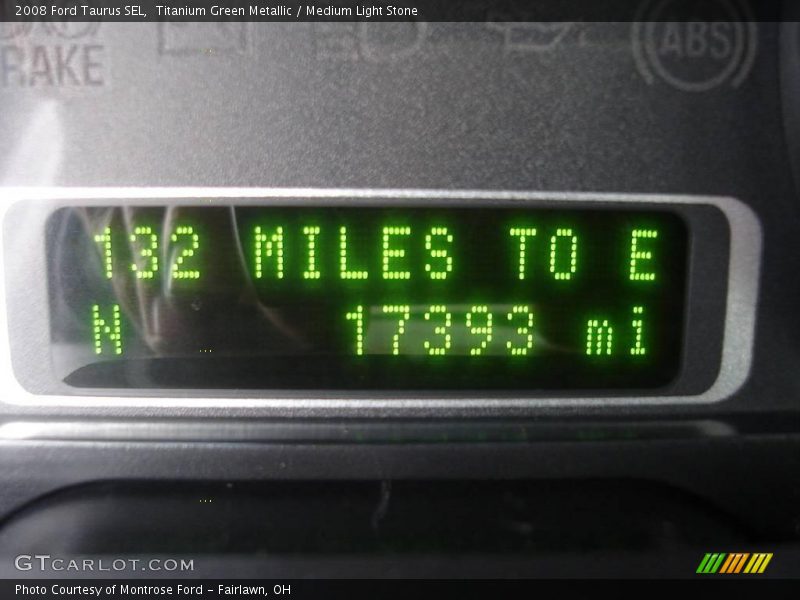 2008 Ford Taurus SEL,  Titanium Green Metallic / Medium Light Stone
BRAKE
ABS
132 MILES TO E
N 17393 mi
GTCARLOT.COM
Photo Courtesy of Montrose Ford - Fairlawn, OH